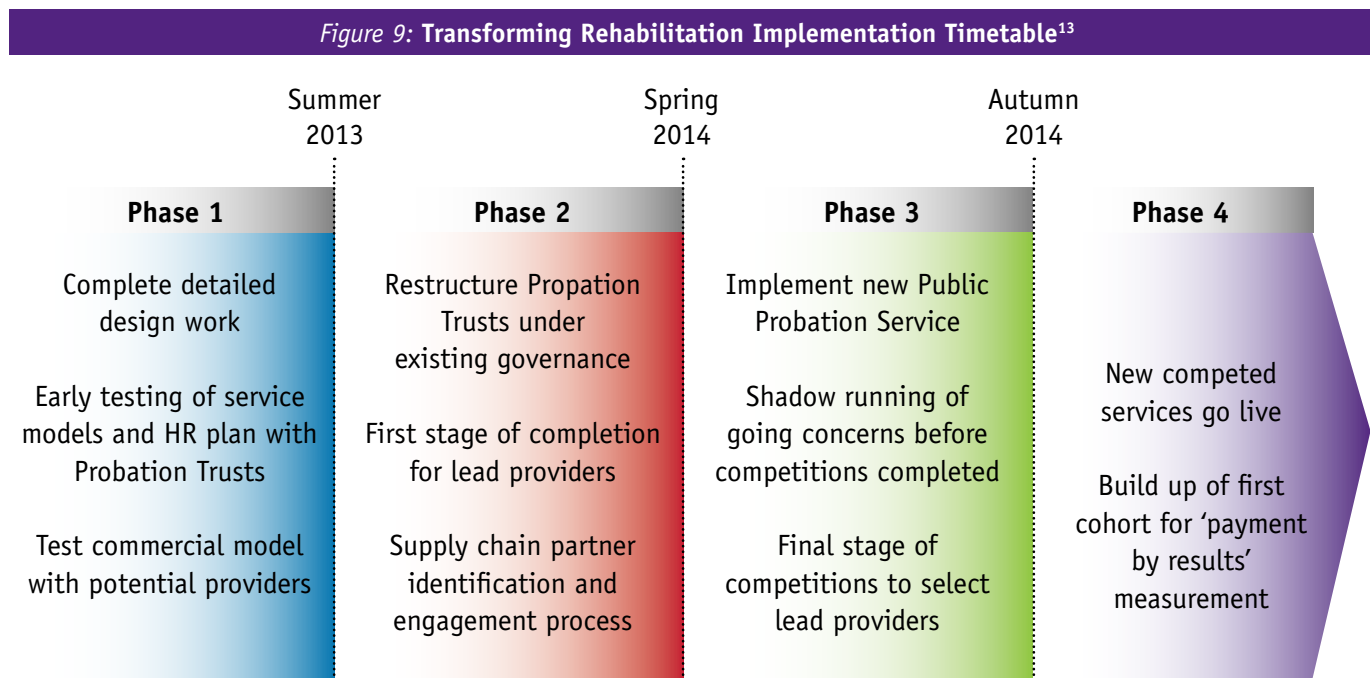 Figure 9: Transforming Rehabilitation Implementation Timetable¹³
Summer
2013
Spring
2014
Autumn
2014
Phase 1
Complete detailed
design work
Early testing of service
models and HR plan with
Probation Trusts
Test commercial model
with potential providers
Phase 2
Restructure Propation
Trusts under
existing governance
First stage of completion
for lead providers
Supply chain partner
identification and
engagement process
Phase 3
Implement new Public
Probation Service
Shadow running of
going concerns before
competitions completed
Final stage of
competitions to select
lead providers
Phase 4
New competed
services go live
Build up of first
cohort for ‘payment
by results’
measurement